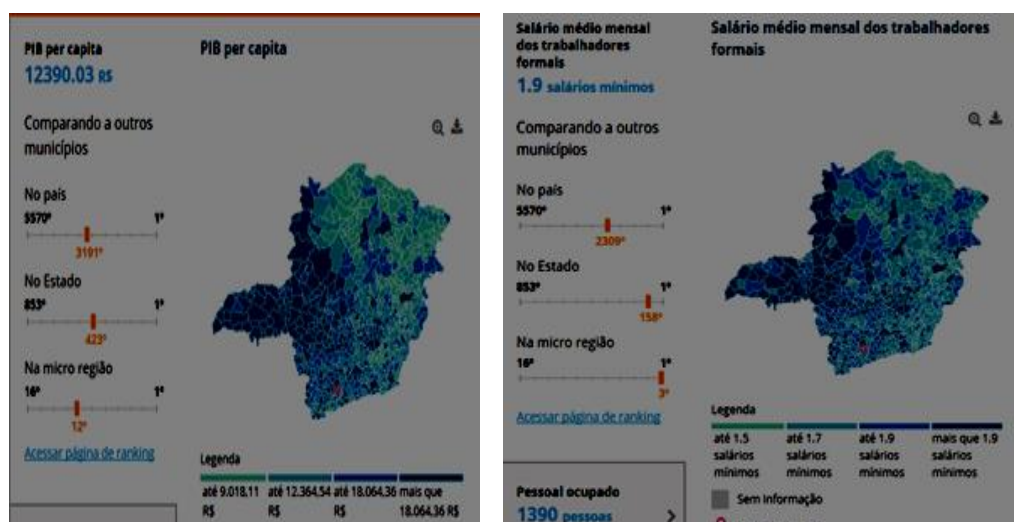 PIB per capita
12390.03 R$
PIB per capita
Comparando a outros
municípios
No país
5570º 1º
3191º
No Estado
853º 1º
423º
Na micro região
16º 1º
12º
Acessar página de ranking
Legenda
até 9.018,11 até 12.364,54 até 18.064,36 mais que
R$ R$ R$ 18.064,36 R$
Salário médio mensal
dos trabalhadores
formais
1.9 salários mínimos
Salário médio mensal dos trabalhadores
formais
Comparando a outros
municípios
No país
5570º 1º
2309º
No Estado
853º 1º
158º
Na micro região
16º 1º
3º
Acessar página de ranking
Legenda
até 1.5 até 1.7 até 1.9 mais que 1.9
salários salários salários salários
mínimos mínimos mínimos mínimos
Sem Informação
Pessoal ocupado
1390 pessoas